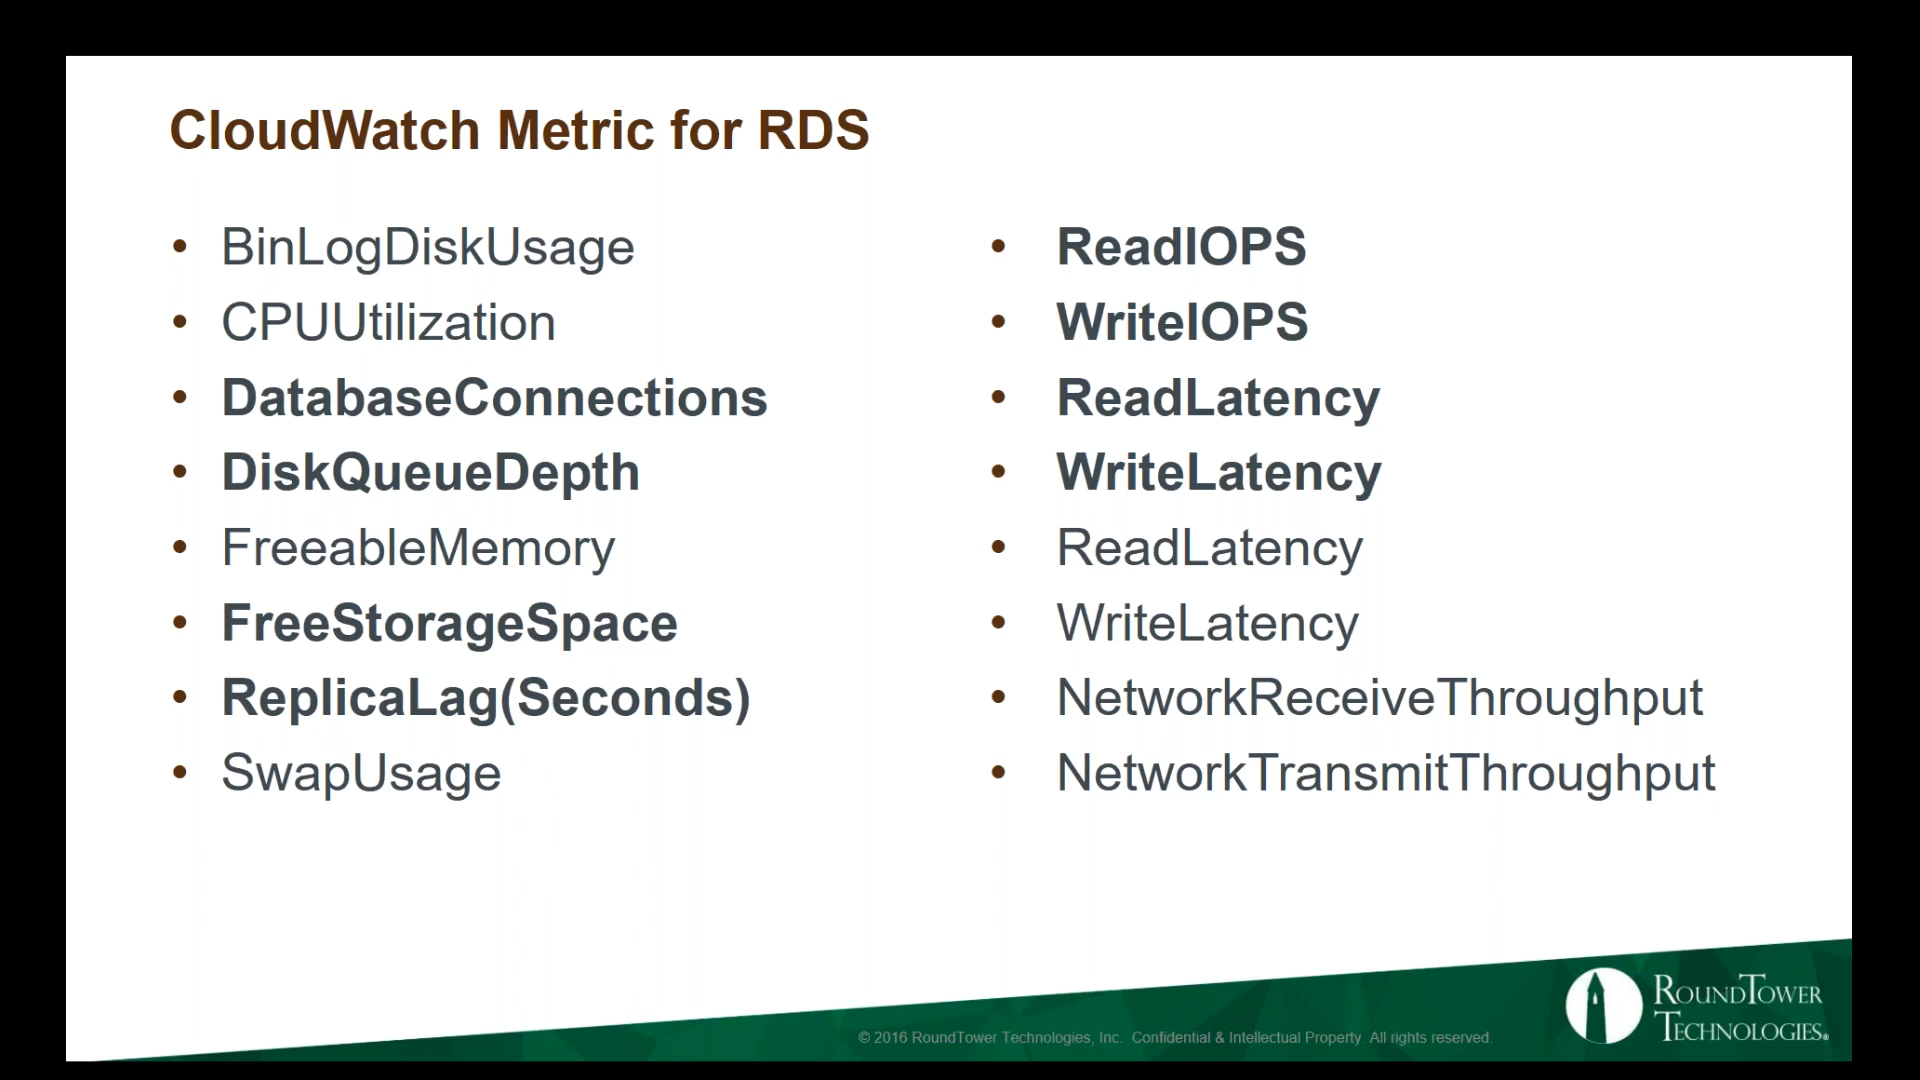 CloudWatch Metric for RDS
• BinLogDiskUsage
• CPUUtilization
• DatabaseConnections
• DiskQueueDepth
• FreeableMemory
• FreeStorageSpace
• ReplicaLag(Seconds)
• SwapUsage
• ReadIOPS
• WriteIOPS
• ReadLatency
• WriteLatency
• ReadLatency
• WriteLatency
• NetworkReceiveThroughput
• NetworkTransmitThroughput
© 2016 RoundTower Technologies, Inc. Confidential & Intellectual Property. All rights reserved.
ROUNDTOWER
TECHNOLOGIES®